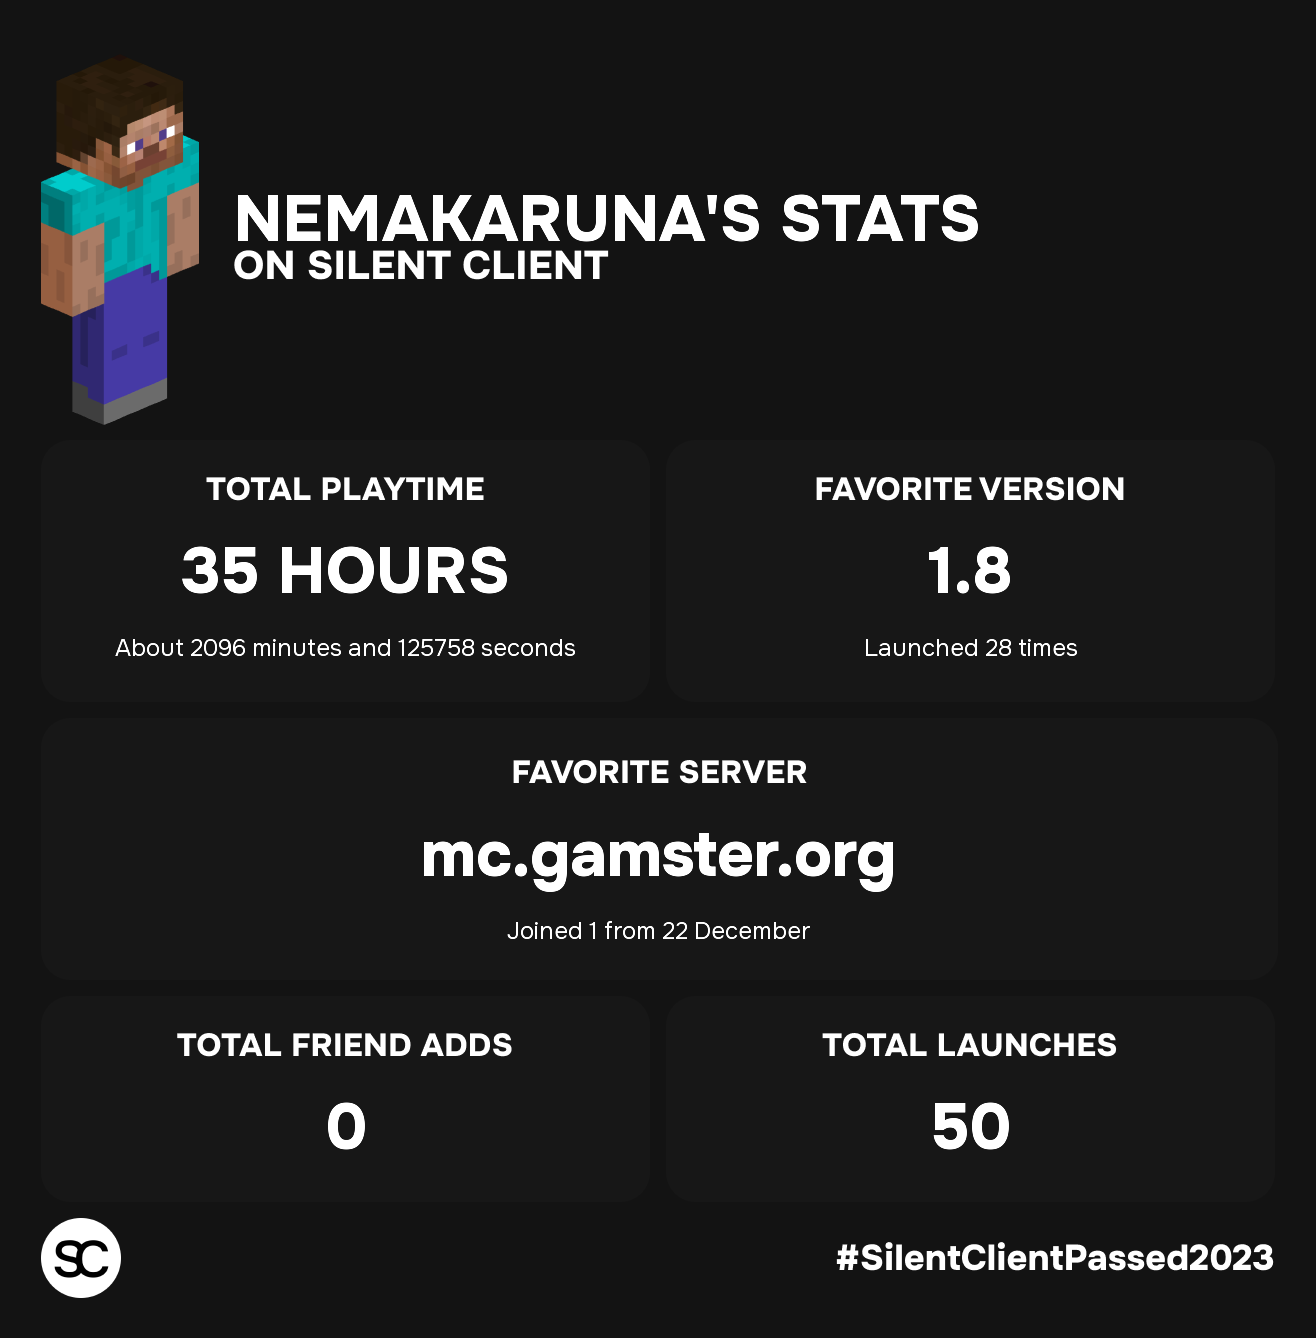 NEMAKARUNA'S STATS
ON SILENT CLIENT
TOTAL PLAYTIME
35 HOURS
About 2096 minutes and 125758 seconds
FAVORITE VERSION
1.8
Launched 28 times
FAVORITE SERVER
mc.gamster.org
Joined 1 from 22 December
TOTAL FRIEND ADDS
0
TOTAL LAUNCHES
50
SC
#SilentClientPassed2023